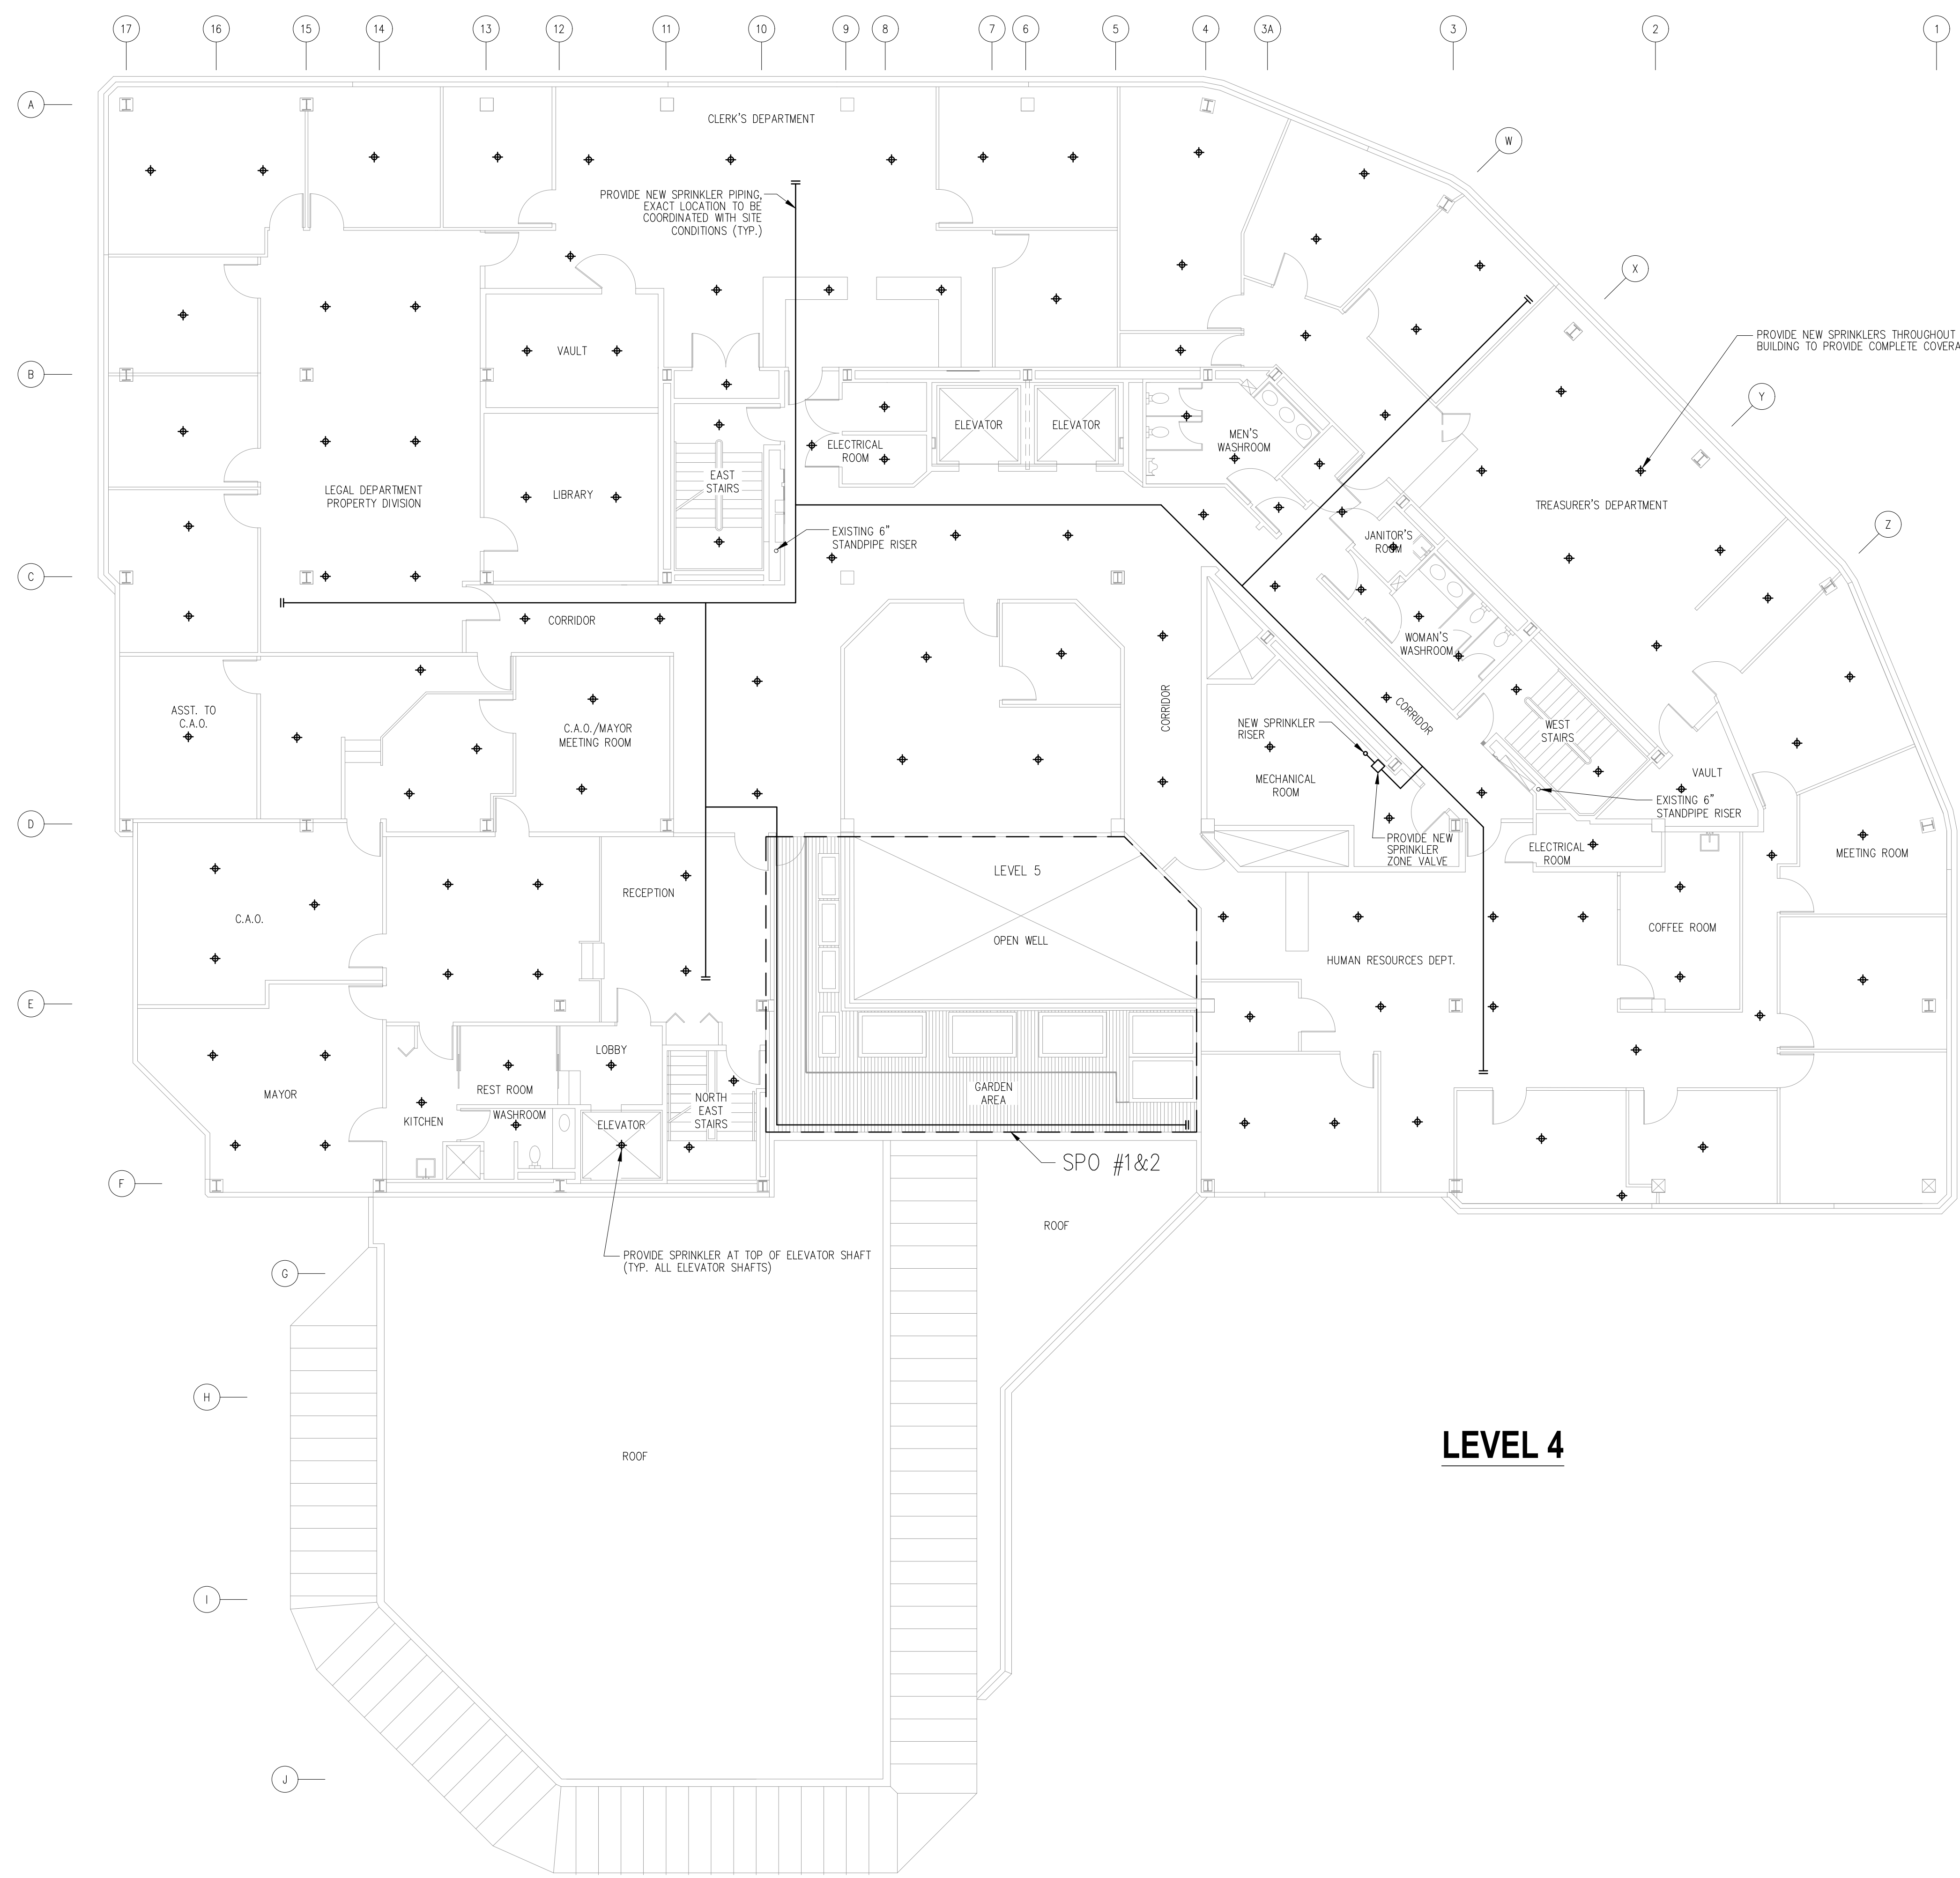 17
16
15
14
13
12
11
10
9
8
7
6
5
4
3A
3
2
1
A
CLERK'S DEPARTMENT
W
PROVIDE NEW SPRINKLER PIPING,
EXACT LOCATION TO BE
COORDINATED WITH SITE
CONDITIONS (TYP.)
X
PROVIDE NEW SPRINKLERS THROUGHOUT
BUILDING TO PROVIDE COMPLETE COVERA
VAULT
B
Y
ELEVATOR
ELEVATOR
MEN'S
WASHROOM
ELECTRICAL
ROOM
EAST
STAIRS
LEGAL DEPARTMENT
PROPERTY DIVISION
LIBRARY
TREASURER'S DEPARTMENT
Z
EXISTING 6"
STANDPIPE RISER
JANITOR'S
ROOM
C
CORRIDOR
WOMAN'S
WASHROOM
ASST. TO
C.A.O.
C.A.O./MAYOR
MEETING ROOM
CORRIDOR
CORRIDOR
NEW SPRINKLER
RISER
WEST
STAIRS
MECHANICAL
ROOM
VAULT
EXISTING 6"
STANDPIPE RISER
D
PROVIDE NEW
SPRINKLER
ZONE VALVE
ELECTRICAL
ROOM
MEETING ROOM
LEVEL 5
RECEPTION
C.A.O.
OPEN WELL
COFFEE ROOM
HUMAN RESOURCES DEPT.
E
LOBBY
MAYOR
REST ROOM
GARDEN
AREA
KITCHEN
WASHROOM
ELEVATOR
NORTH
EAST
STAIRS
SPO #1&2
F
ROOF
PROVIDE SPRINKLER AT TOP OF ELEVATOR SHAFT
(TYP. ALL ELEVATOR SHAFTS)
G
H
LEVEL 4
ROOF
I
J